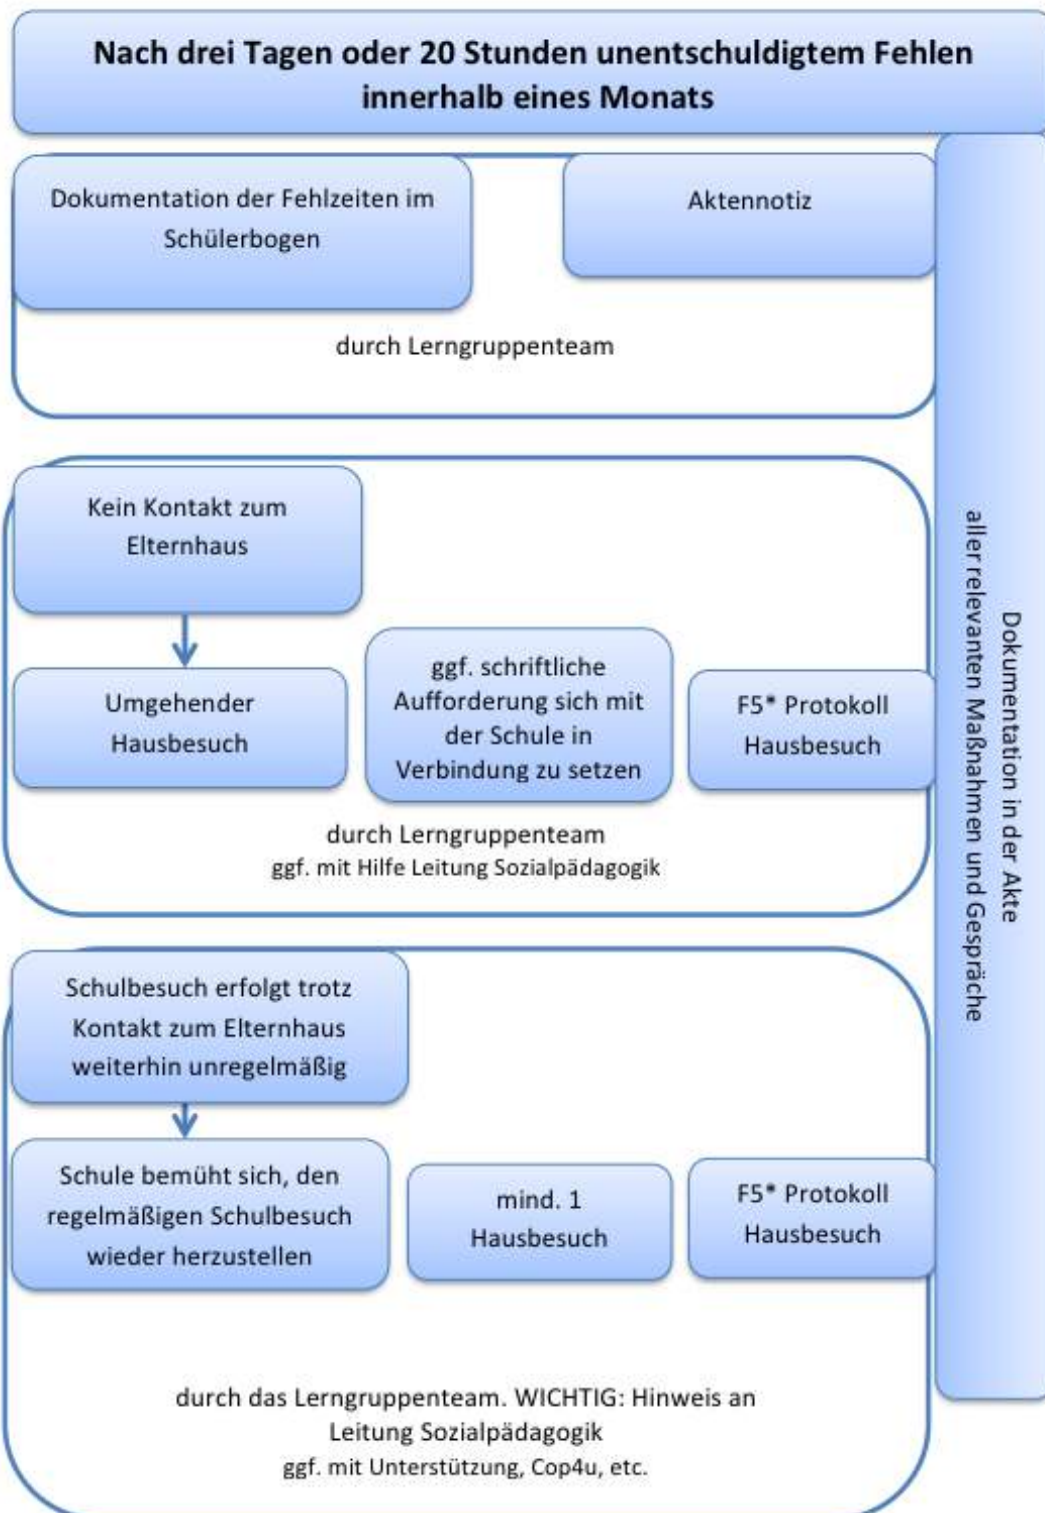 Nach drei Tagen oder 20 Stunden unentschuldigtem Fehlen
innerhalb eines Monats
Dokumentation der Fehlzeiten im
Schülerbogen
Aktennotiz
durch Lerngruppenteam
Kein Kontakt zum
Elternhaus
Umgehender
Hausbesuch
ggf. schriftliche
Aufforderung sich mit
der Schule in
Verbindung zu setzen
F5* Protokoll
Hausbesuch
durch Lerngruppenteam
ggf. mit Hilfe Leitung Sozialpädagogik
Schulbesuch erfolgt trotz
Kontakt zum Elternhaus
weiterhin unregelmäßig
Schule bemüht sich, den
regelmäßigen Schulbesuch
wieder herzustellen
mind. 1
Hausbesuch
F5* Protokoll
Hausbesuch
durch das Lerngruppenteam. WICHTIG: Hinweis an
Leitung Sozialpädagogik
ggf. mit Unterstützung, Cop4u, etc.
Dokumentation in der Akte
aller relevanten Maßnahmen und Gespräche